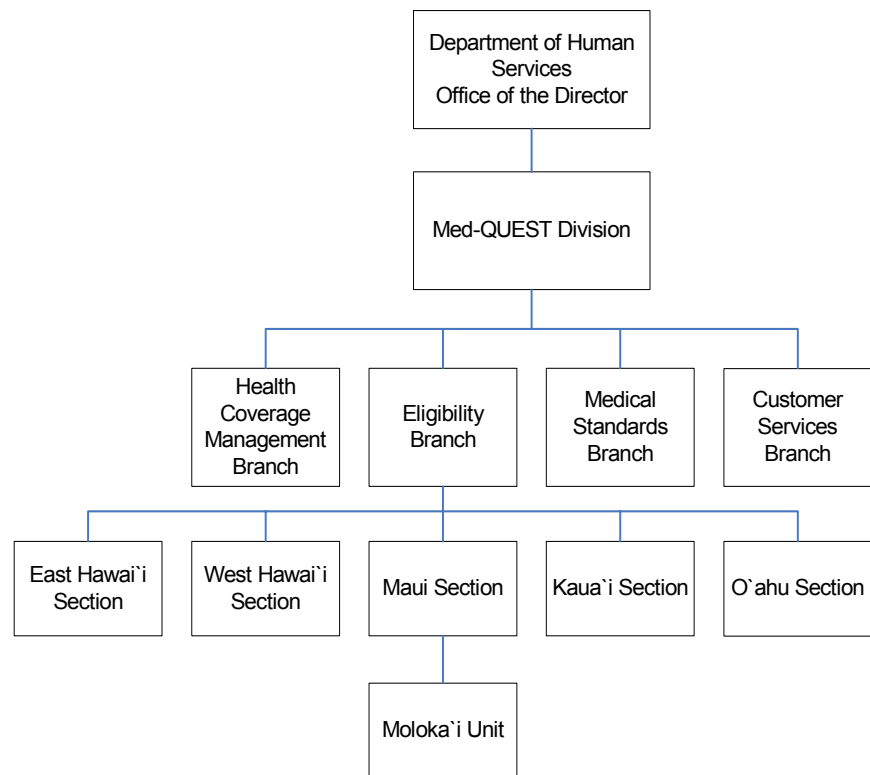 Department of Human
Services
Office of the Director
Med-QUEST Division
Health
Coverage
Management
Branch
Eligibility
Branch
Medical
Standards
Branch
Customer
Services
Branch
East Hawai`i
Section
West Hawai`i
Section
Maui Section
Kaua`i Section
O`ahu Section
Moloka`i Unit